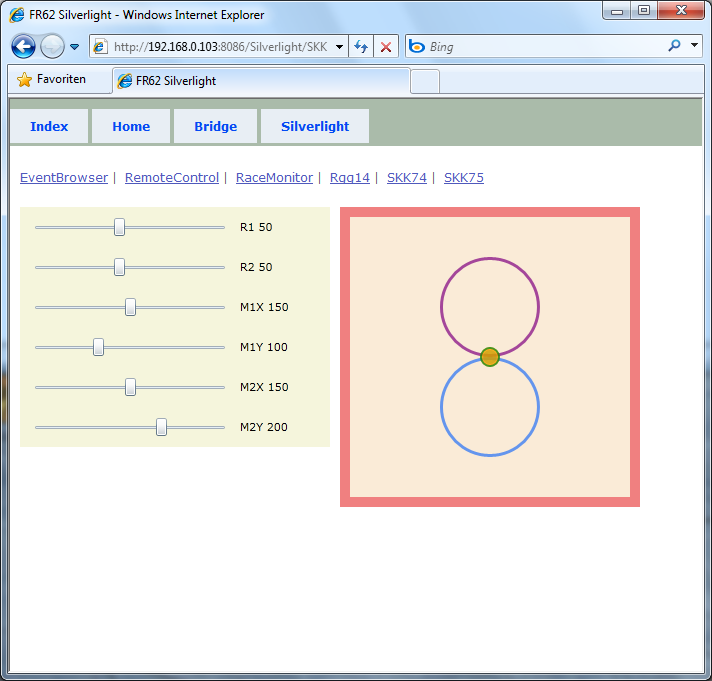 FR62 Silverlight - Windows Internet Explorer
http://192.168.0.103:8086/Silverlight/SKK
Bing
Favoriten
FR62 Silverlight
Index Home Bridge Silverlight
EventBrowser | RemoteControl | RaceMonitor | Rgg14 | SKK74 | SKK75
R1 50
R2 50
M1X 150
M1Y 100
M2X 150
M2Y 200